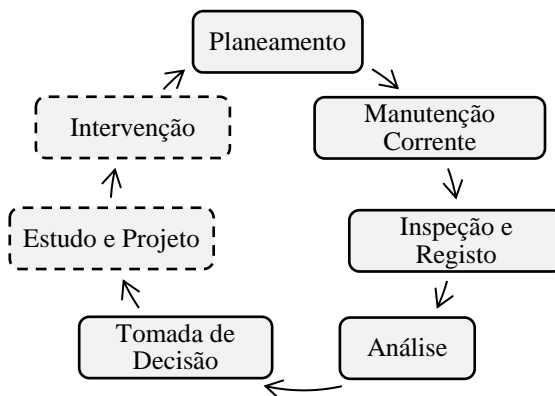 Planeamento
Manutenção
Corrente
Inspeção e
Registo
Análise
Tomada de
Decisão
Estudo e Projeto
Intervenção